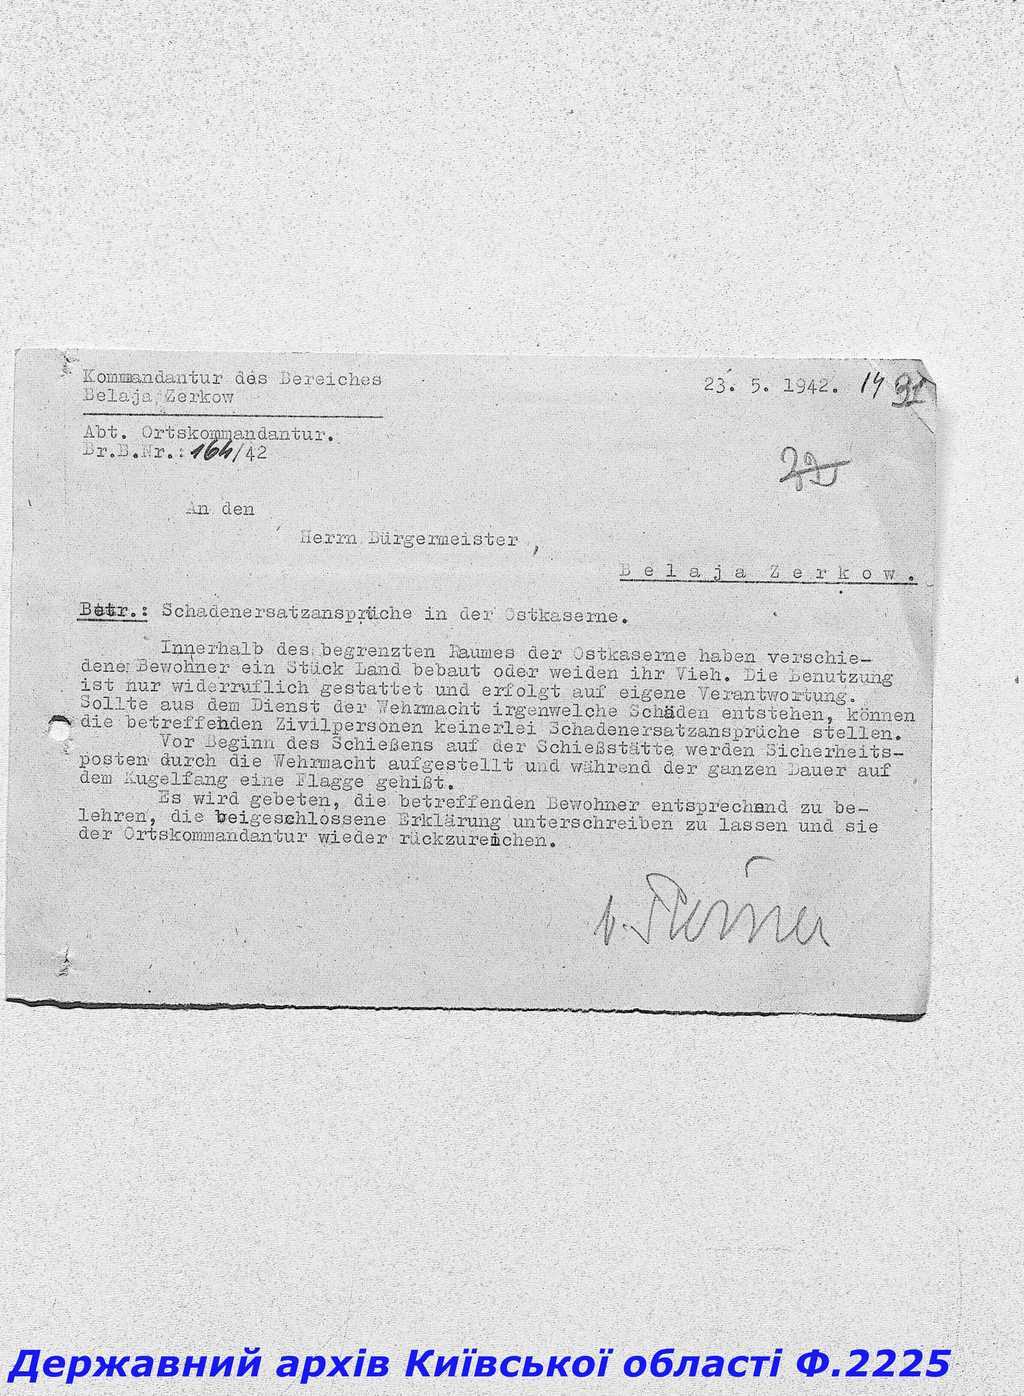 Kommandantur des Bereiches
Belaja Zerkow
23. 5. 1942. 14 31
Abt. Ortskommandantur.
Br.B.Nr.: 164/42
32
An den
Herrn Bürgermeister,
Belaja Zerkow.
Betr.: Schadenersatzansprüche in der Ostkaserne.
Innerhalb des begrenzten Raumes der Ostkaserne haben verschie-
dene Bewohner ein Stück Land bebaut oder weiden ihr Vieh. Die Benutzung
ist nur widerruflich gestattet und erfolgt auf eigene Verantwortung.
Sollte aus dem Dienst der Wehrmacht irgenwelche Schäden entstehen, können
die betreffenden Zivilpersonen keinerlei Schadenersatzansprüche stellen.
Vor Beginn des Schießens auf der Schießstätte werden Sicherheits-
posten durch die Wehrmacht aufgestellt und während der ganzen Dauer auf
dem Kugelfang eine Flagge gehißt.
Es wird gebeten, die betreffenden Bewohner entsprechend zu be-
lehren, die beigeschlossene Erklärung unterschreiben zu lassen und sie
der Ortskommandantur wieder rückzureichen.
Державний архів Київської області Ф.2225